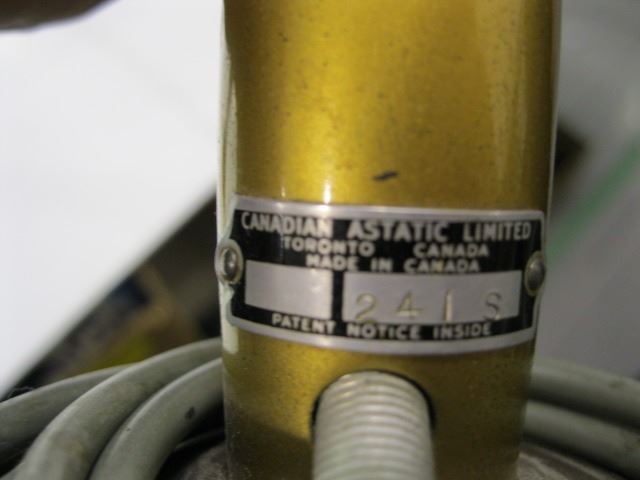 CANADIAN ASTATIC LIMITED
TORONTO CANADA
MADE IN CANADA
241S
PATENT NOTICE INSIDE